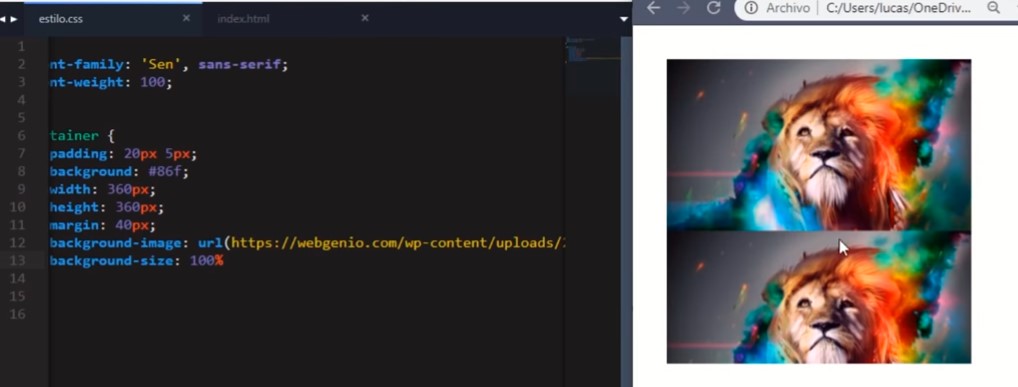 estilo.css × index.html ×
Archivo C:/Users/lucas/OneDriv...
1
2 nt-family: 'Sen', sans-serif;
3 nt-weight: 100;
4
5
6 tainer {
7 padding: 20px 5px;
8 background: #86f;
9 width: 360px;
10 height: 360px;
11 margin: 40px;
12 background-image: url(https://webgenio.com/wp-content/uploads/
13 background-size: 100%
14
15
16